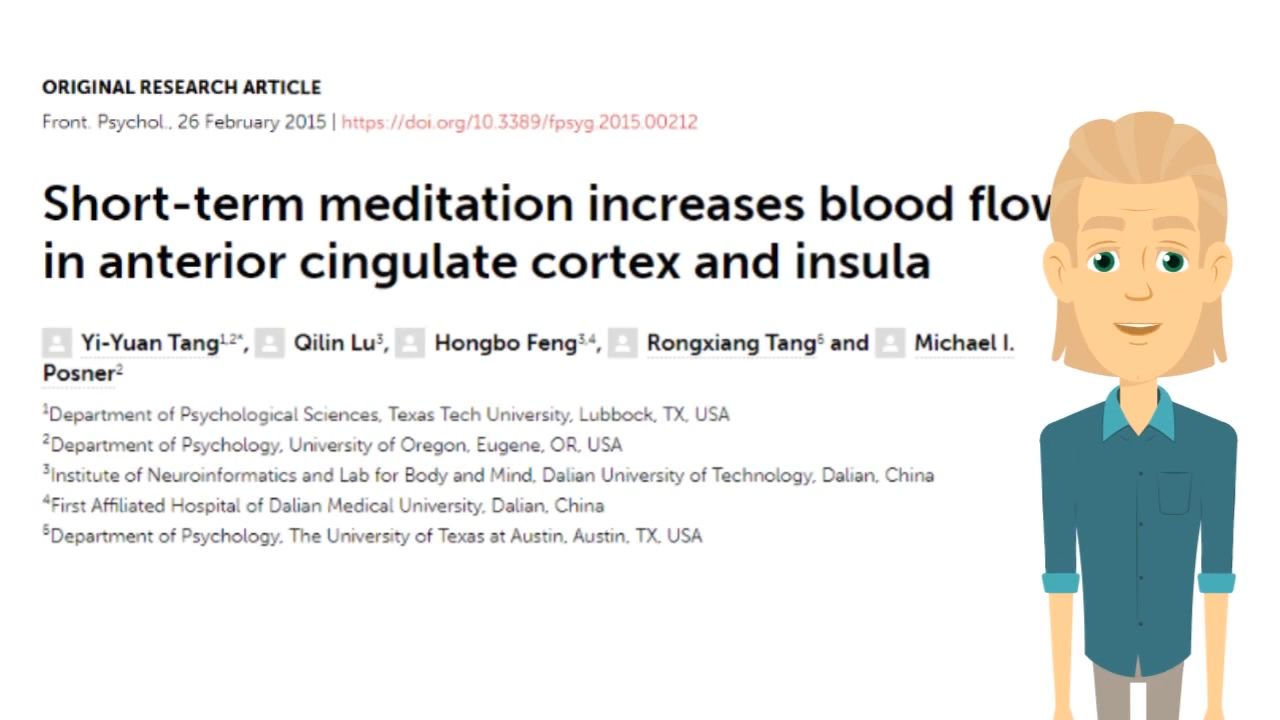 ORIGINAL RESEARCH ARTICLE
Front. Psychol., 26 February 2015 | https://doi.org/10.3389/fpsyg.2015.00212
Short-term meditation increases blood flow
in anterior cingulate cortex and insula
Yi-Yuan Tang1,2*, Qilin Lu3, Hongbo Feng3,4, Rongxiang Tang5 and Michael I.
Posner2
1Department of Psychological Sciences, Texas Tech University, Lubbock, TX, USA
2Department of Psychology, University of Oregon, Eugene, OR, USA
3Institute of Neuroinformatics and Lab for Body and Mind, Dalian University of Technology, Dalian, China
4First Affiliated Hospital of Dalian Medical University, Dalian, China
5Department of Psychology, The University of Texas at Austin, Austin, TX, USA